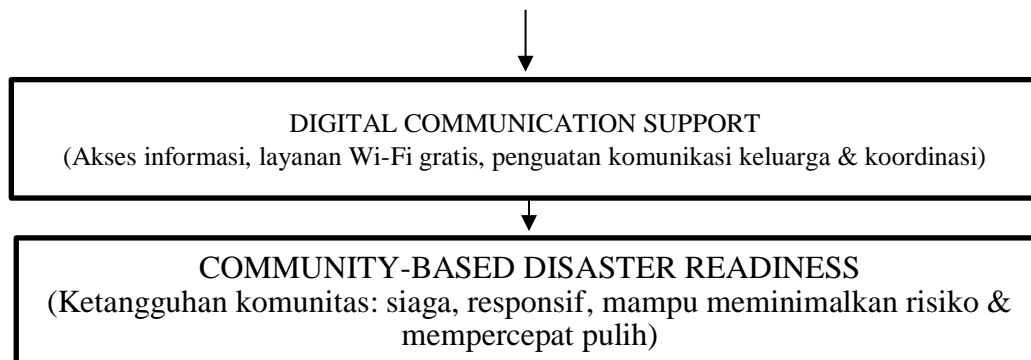 DIGITAL COMMUNICATION SUPPORT
(Akses informasi, layanan Wi-Fi gratis, penguatan komunikasi keluarga & koordinasi)
COMMUNITY-BASED DISASTER READINESS
(Ketangguhan komunitas: siaga, responsif, mampu meminimalkan risiko &
mempercepat pulih)